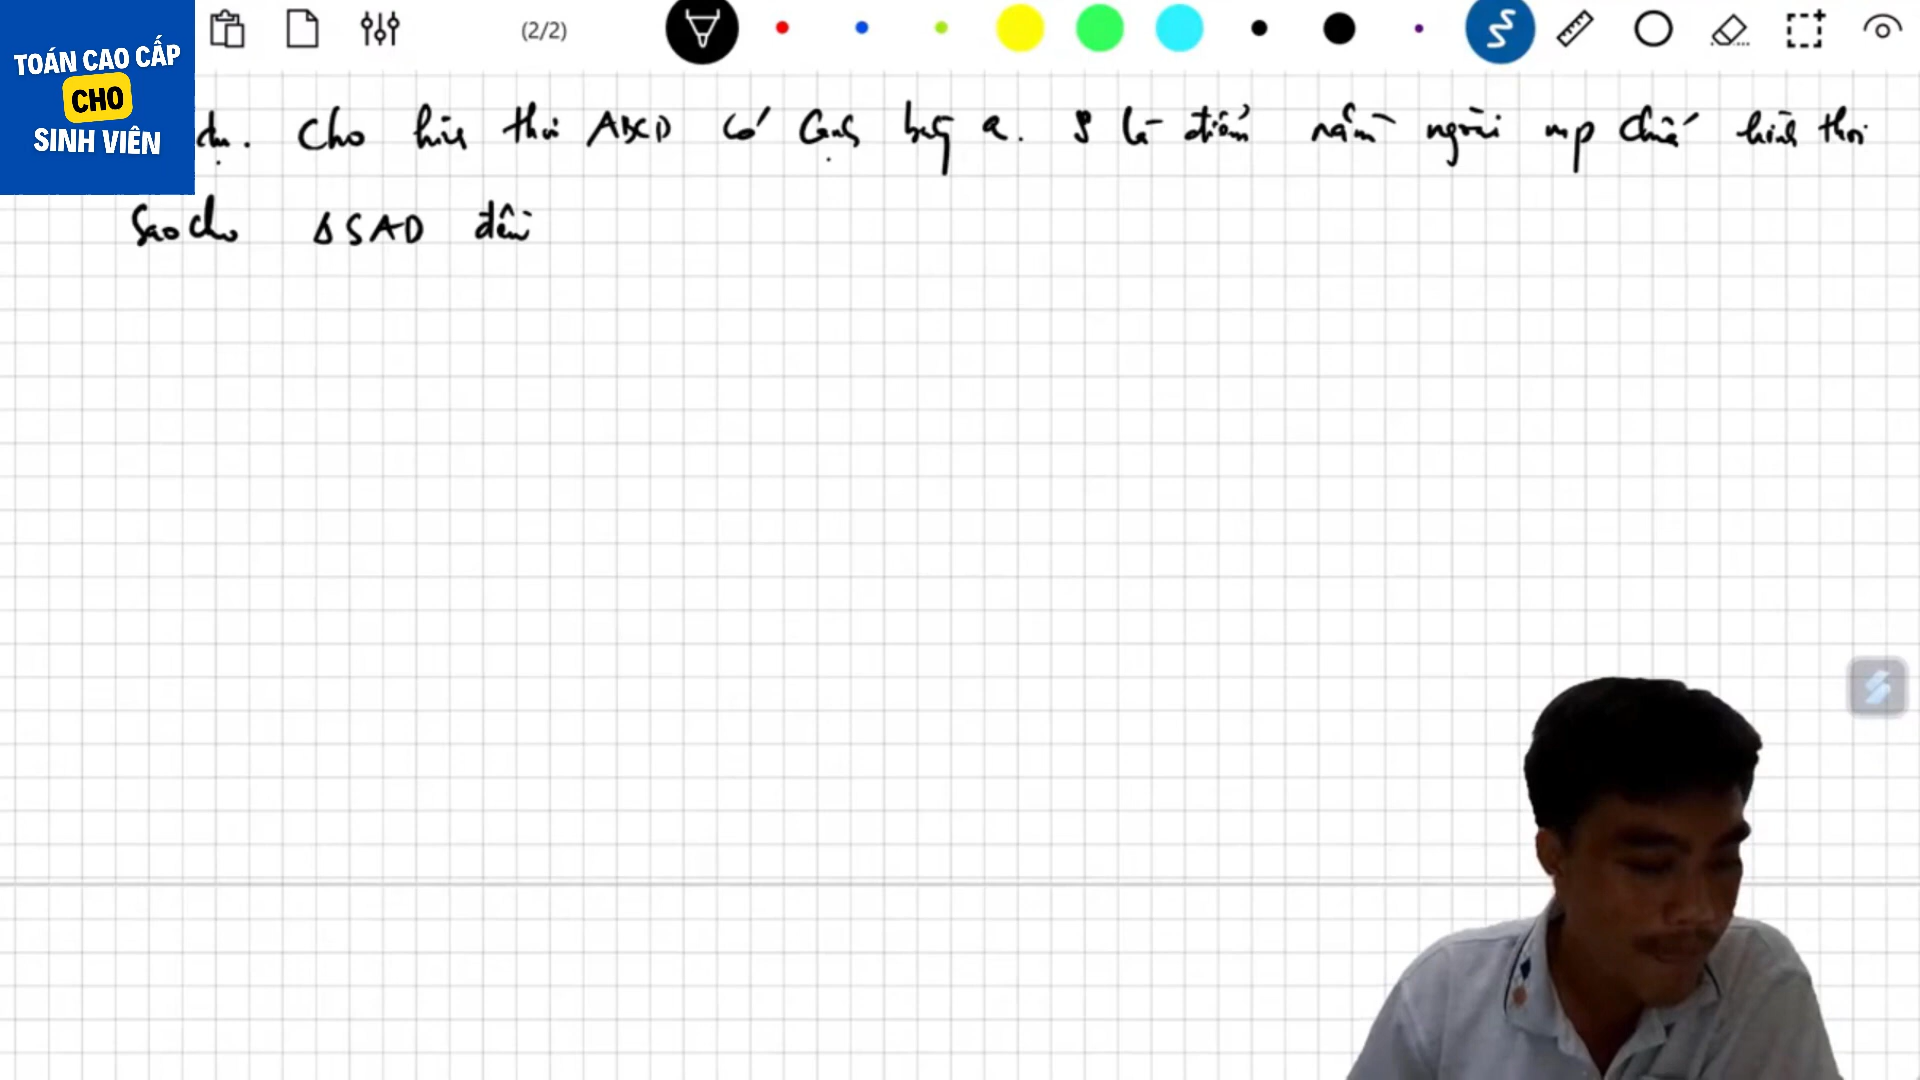 TOÁN CAO CẤP
CHO
SINH VIÊN
(2/2)
dụ. Cho hình thoi ABCD có cạnh bằng a. S là điểm nằm ngoài mp chứa hình thoi
Sao cho ΔSAD đều